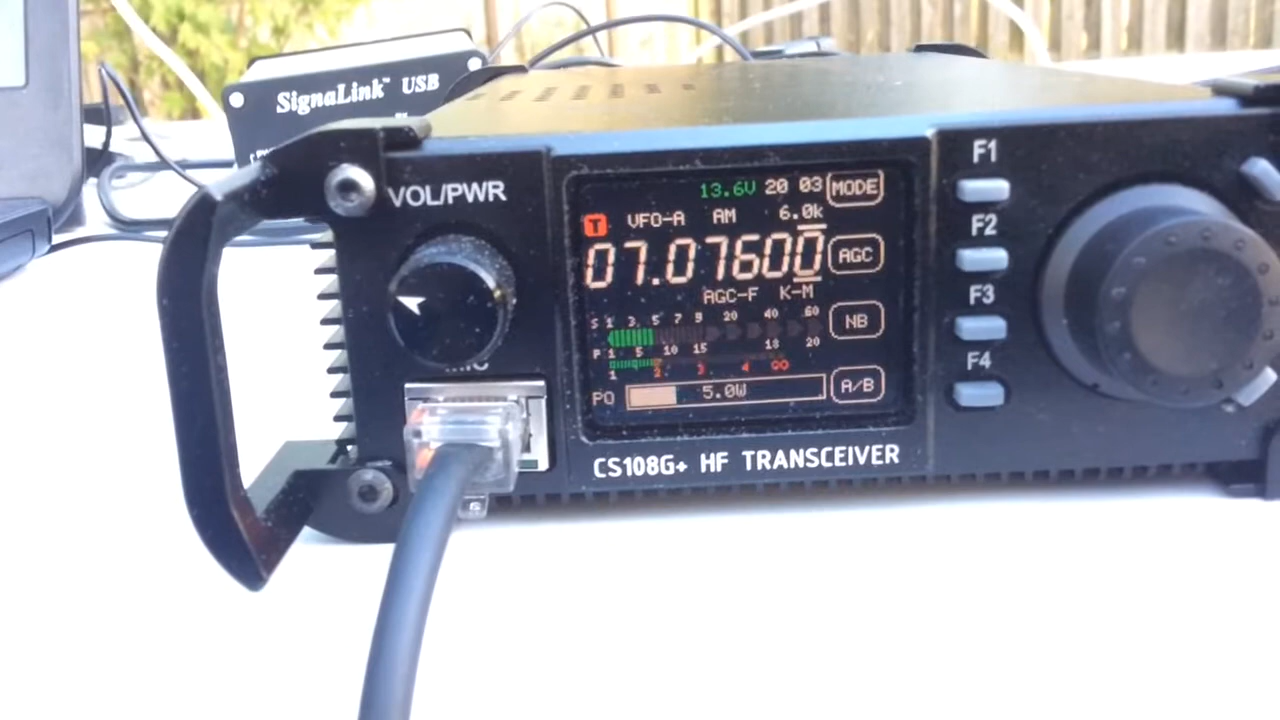 SignaLink™ USB
VOL/PWR
MIC
13.6V 20 03 MODE
T VFO-A AM 6.0k
07.07600 AGC
AGC-F K-M
S 1 3 5 7 9 20 40 60 NB
P 1 5 10 15 18 20
1 2 3 4 ∞
PO 5.0W A/B
CS108G+ HF TRANSCEIVER
F1
F2
F3
F4